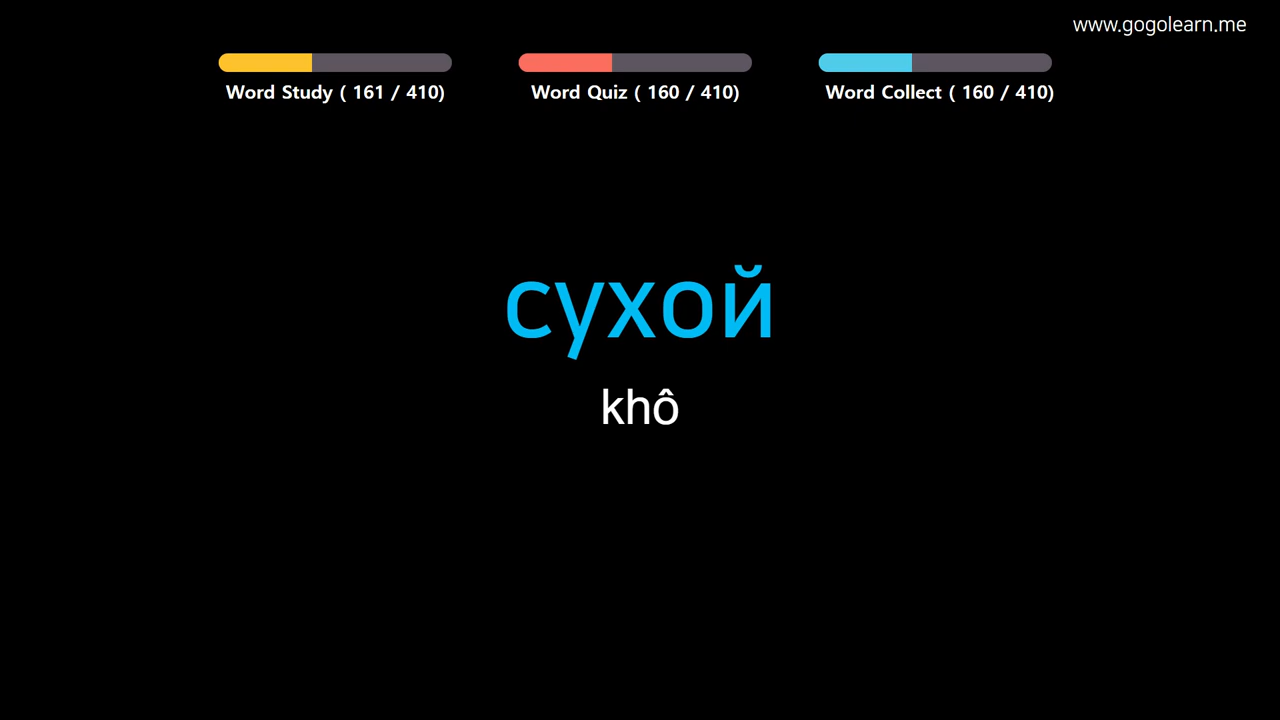 www.gogolearn.me
Word Study ( 161 / 410)
Word Quiz ( 160 / 410)
Word Collect ( 160 / 410)
сухой
khô